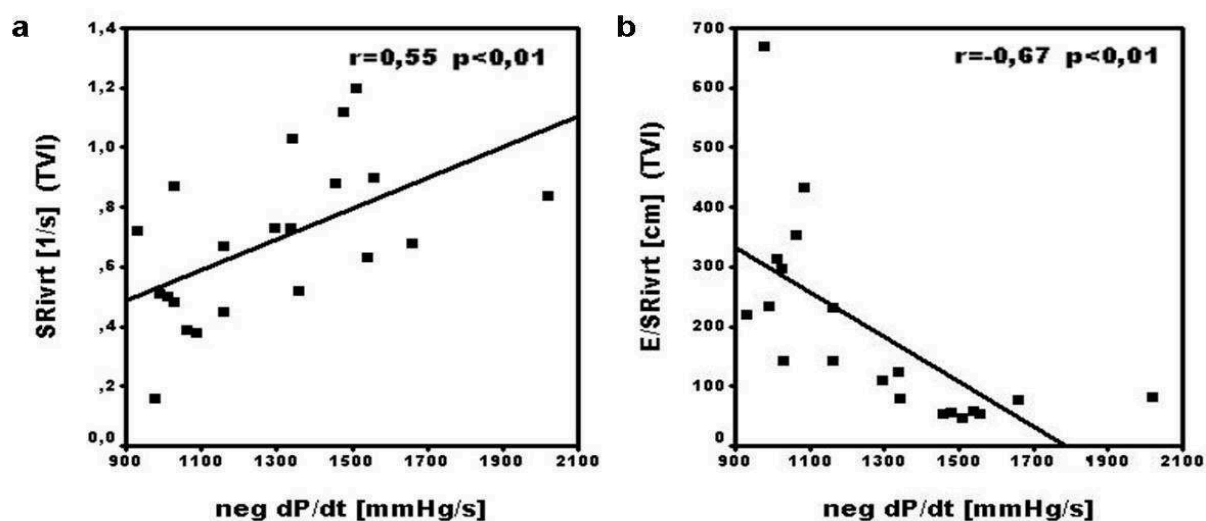 a
r=0,55 p<0,01
SRivrt [1/s] (TVI)
1,4
1,2
1,0
,8
,6
,4
,2
0,0
900 1100 1300 1500 1700 1900 2100
neg dP/dt [mmHg/s]
b
r=-0,67 p<0,01
E/SRivrt [cm] (TVI)
700
600
500
400
300
200
100
0
900 1100 1300 1500 1700 1900 2100
neg dP/dt [mmHg/s]